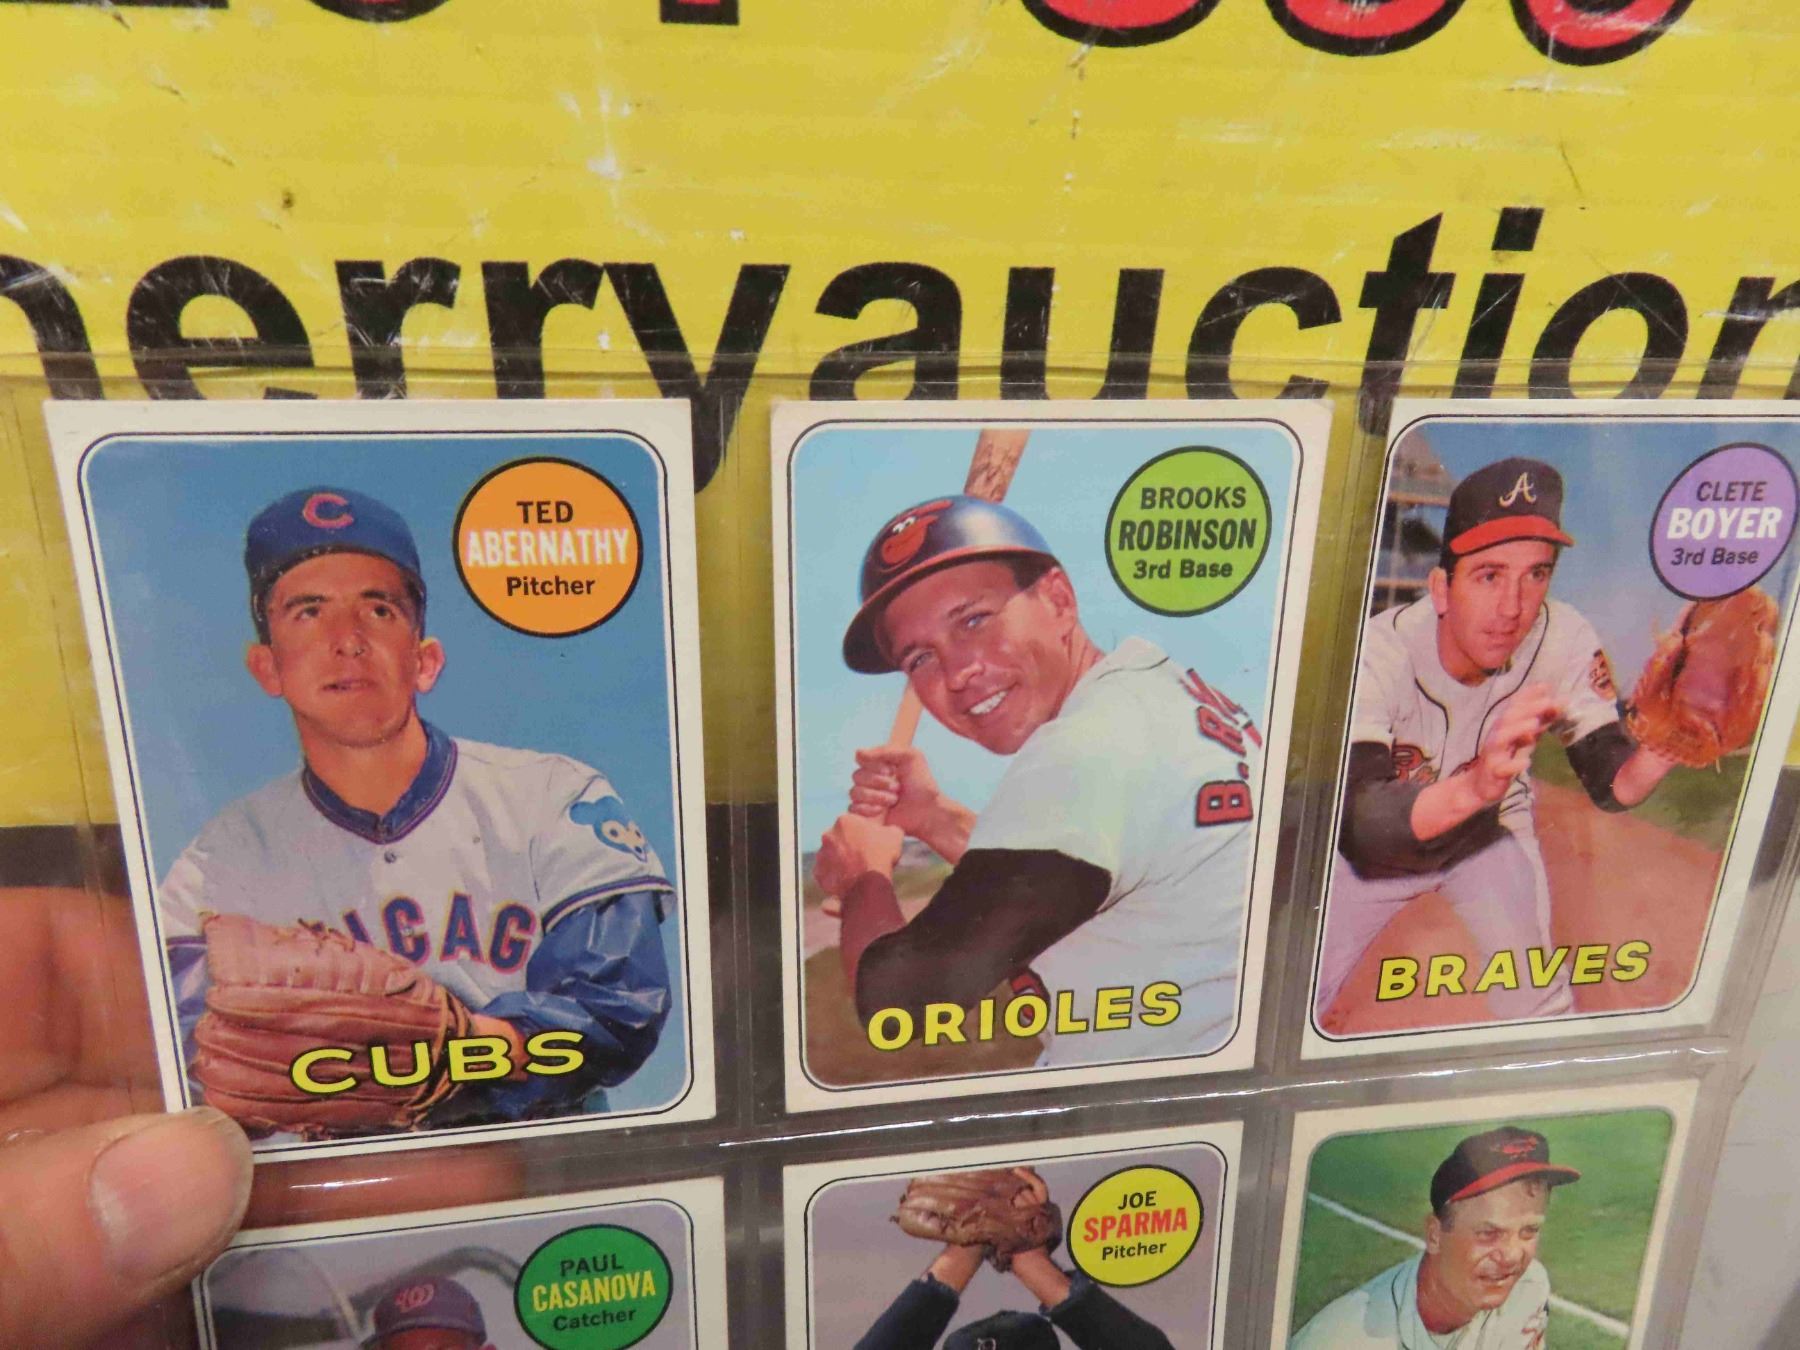 herryauction
TED
ABERNATHY
Pitcher
C
CUBS
BROOKS
ROBINSON
3rd Base
B.R
ORIOLES
CLETE
BOYER
3rd Base
A
BRAVES
PAUL
CASANOVA
Catcher
W
JOE
SPARMA
Pitcher